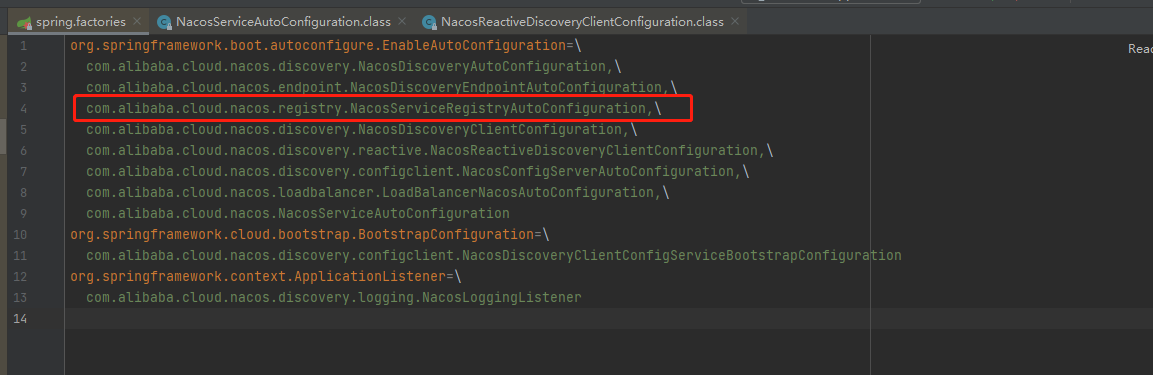 spring.factories NacosServiceAutoConfiguration.class NacosReactiveDiscoveryClientConfiguration.class
1 org.springframework.boot.autoconfigure.EnableAutoConfiguration=\
Reac
2 com.alibaba.cloud.nacos.discovery.NacosDiscoveryAutoConfiguration,\
3 com.alibaba.cloud.nacos.endpoint.NacosDiscoveryEndpointAutoConfiguration,\
4 com.alibaba.cloud.nacos.registry.NacosServiceRegistryAutoConfiguration,\
5 com.alibaba.cloud.nacos.discovery.NacosDiscoveryClientConfiguration,\
6 com.alibaba.cloud.nacos.discovery.reactive.NacosReactiveDiscoveryClientConfiguration,\
7 com.alibaba.cloud.nacos.discovery.configclient.NacosConfigServerAutoConfiguration,\
8 com.alibaba.cloud.nacos.loadbalancer.LoadBalancerNacosAutoConfiguration,\
9 com.alibaba.cloud.nacos.NacosServiceAutoConfiguration
10 org.springframework.cloud.bootstrap.BootstrapConfiguration=\
11 com.alibaba.cloud.nacos.discovery.configclient.NacosDiscoveryClientConfigServiceBootstrapConfiguration
12 org.springframework.context.ApplicationListener=\
13 com.alibaba.cloud.nacos.discovery.logging.NacosLoggingListener
14